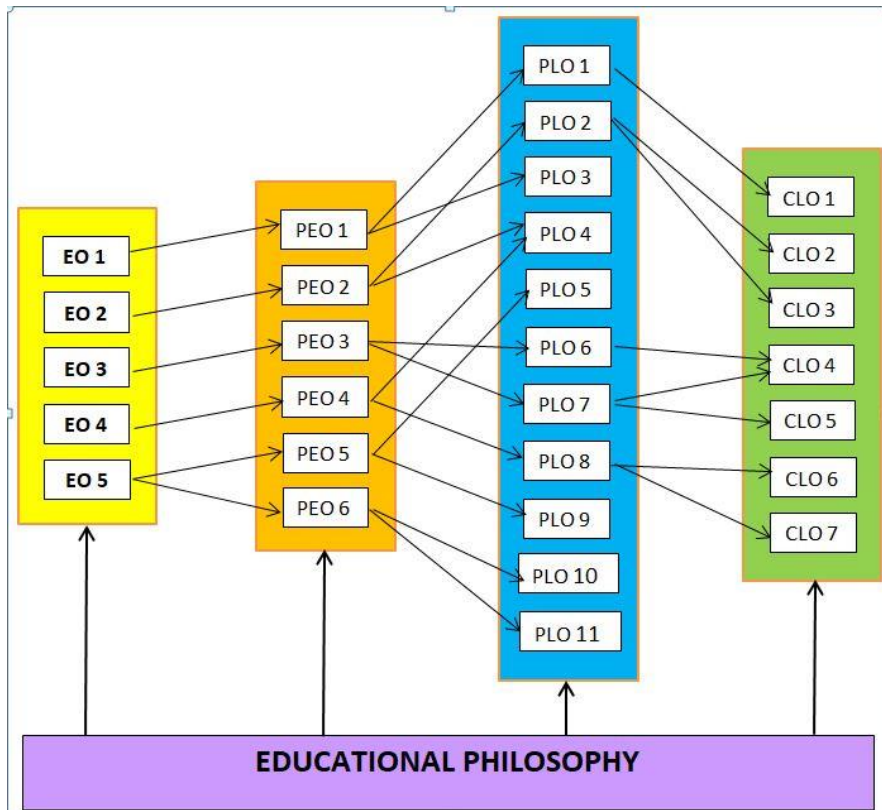 EO 1
EO 2
EO 3
EO 4
EO 5
PEO 1
PEO 2
PEO 3
PEO 4
PEO 5
PEO 6
PLO 1
PLO 2
PLO 3
PLO 4
PLO 5
PLO 6
PLO 7
PLO 8
PLO 9
PLO 10
PLO 11
CLO 1
CLO 2
CLO 3
CLO 4
CLO 5
CLO 6
CLO 7
EDUCATIONAL PHILOSOPHY